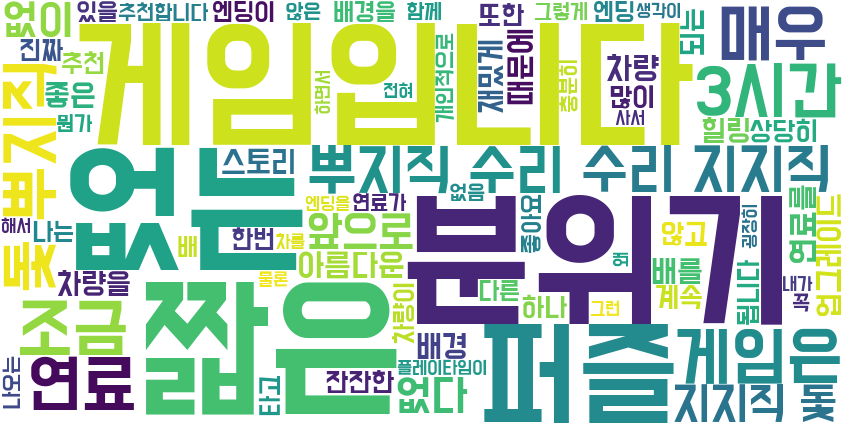 없이 있을 추천합니다 엔딩이 않은 배경을 함께 또한 그렇게 엔딩 생각이
진짜 추천 게임입니다 전혀 하면서 개인적으로 재밌게 때문에 충분히 차량 되는 매우
좋은 많이 3시간
뭔가 사서 힐링 상당히
뿌지직 없는 스토리 뿌지직 수리 수리 지지직
돛 없음 좋아요 굉장히 연료를 업그레이드
해서 나는 배 한번 엔딩을 연료가 차를 앞으로 분위기 왜 않고
차량을 물론 아름다운 다른 배를 됩니다 내가
조금 짧은 차량이 하나 그런 계속 꼭
나오는 연료 배경 퍼즐 게임은
타고 잔잔한 플레이타임이 없다 지지직 돛